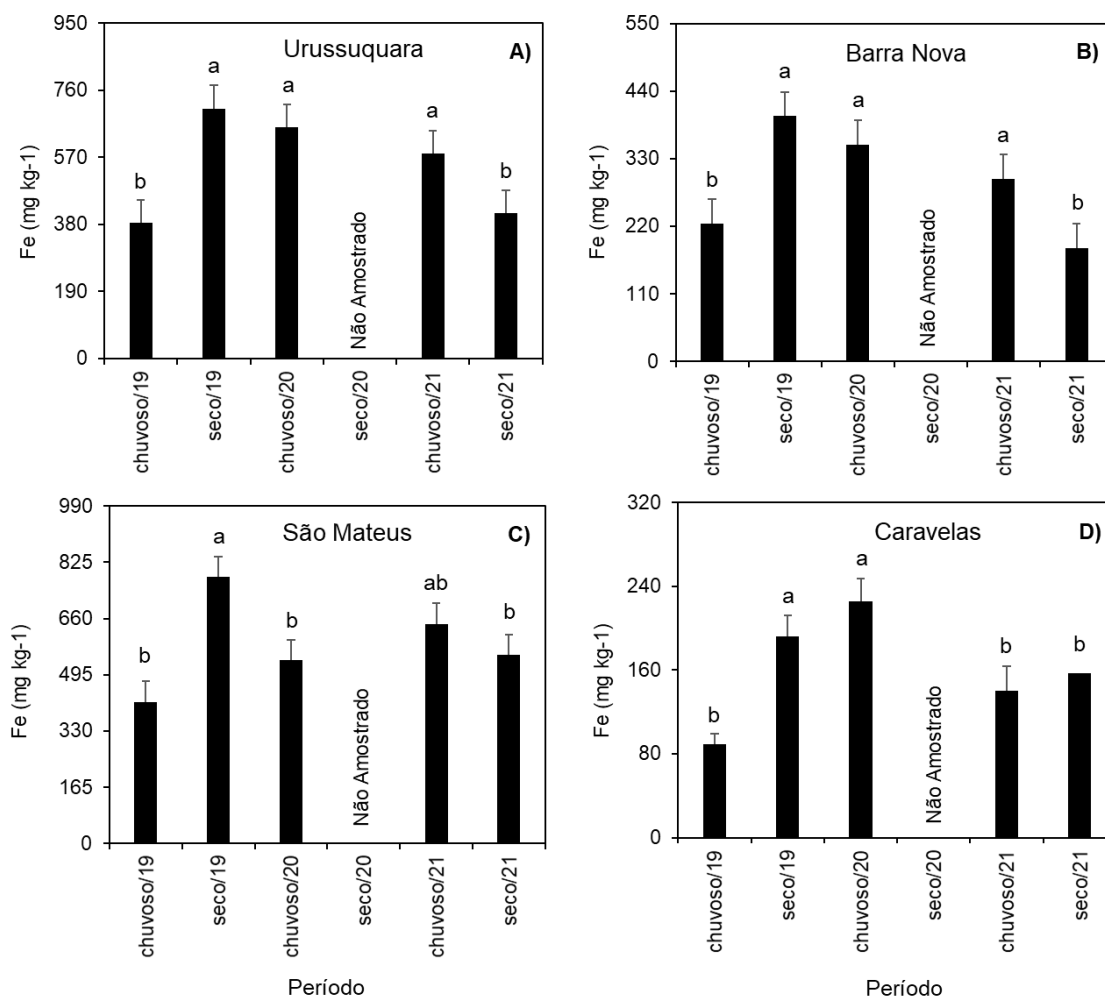 Urussuquara
A)
Fe (mg kg-1)
950
760
570
380
190
0
b
a
a
Não Amostrado
a
b
chuvoso/19
seco/19
chuvoso/20
seco/20
chuvoso/21
seco/21
Barra Nova
B)
Fe (mg kg-1)
550
440
330
220
110
0
b
a
a
Não Amostrado
a
b
chuvoso/19
seco/19
chuvoso/20
seco/20
chuvoso/21
seco/21
São Mateus
C)
Fe (mg kg-1)
990
825
660
495
330
165
0
b
a
b
Não Amostrado
ab
b
chuvoso/19
seco/19
chuvoso/20
seco/20
chuvoso/21
seco/21
Período
Caravelas
D)
Fe (mg kg-1)
320
240
160
80
0
b
a
a
Não Amostrado
b
b
chuvoso/19
seco/19
chuvoso/20
seco/20
chuvoso/21
seco/21
Período